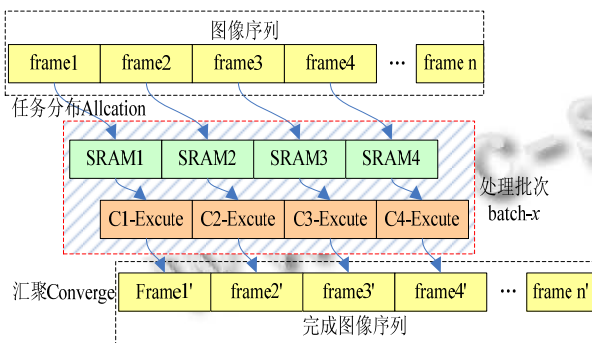 图像序列
frame1 frame2 frame3 frame4 ··· frame n
任务分布Allcation
SRAM1 SRAM2 SRAM3 SRAM4
处理批次
batch-x
C1-Excute C2-Excute C3-Excute C4-Excute
汇聚Converge
Frame1' frame2' frame3' frame4' ··· frame n'
完成图像序列